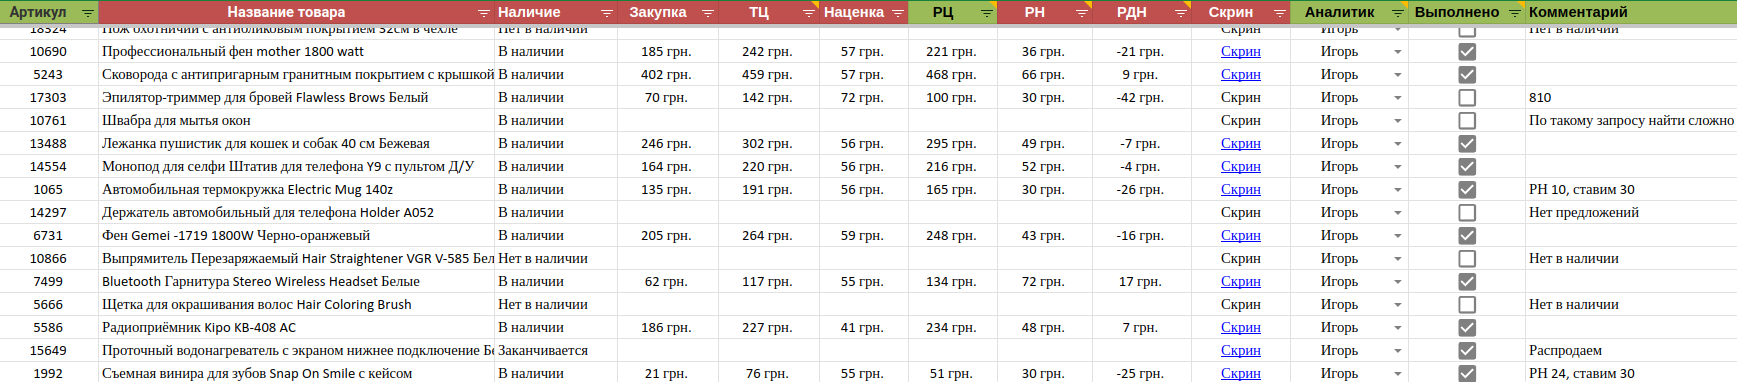 Артикул Название товара Наличие Закупка ТЦ Наценка РЦ РН РДН Скрин Аналитик Выполнено Комментарий
18524 Нож охотничий с антибликовым покрытием 32см в чехле Нет в наличии Скрин Игорь Нет в наличии
10690 Профессиональный фен mother 1800 watt В наличии 185 грн. 242 грн. 57 грн. 221 грн. 36 грн. -21 грн. Скрин Игорь
5243 Сковорода с антипригарным гранитным покрытием с крышкой В наличии 402 грн. 459 грн. 57 грн. 468 грн. 66 грн. 9 грн. Скрин Игорь
17303 Эпилятор-триммер для бровей Flawless Brows Белый В наличии 70 грн. 142 грн. 72 грн. 100 грн. 30 грн. -42 грн. Скрин Игорь 810
10761 Швабра для мытья окон В наличии Скрин Игорь По такому запросу найти сложно
13488 Лежанка пушистик для кошек и собак 40 см Бежевая В наличии 246 грн. 302 грн. 56 грн. 295 грн. 49 грн. -7 грн. Скрин Игорь
14554 Монопод для селфи Штатив для телефона Y9 с пультом Д/У В наличии 164 грн. 220 грн. 56 грн. 216 грн. 52 грн. -4 грн. Скрин Игорь
1065 Автомобильная термокружка Electric Mug 140z В наличии 135 грн. 191 грн. 56 грн. 165 грн. 30 грн. -26 грн. Скрин Игорь РН 10, ставим 30
14297 Держатель автомобильный для телефона Holder A052 В наличии Скрин Игорь Нет предложений
6731 Фен Gemei -1719 1800W Черно-оранжевый В наличии 205 грн. 264 грн. 59 грн. 248 грн. 43 грн. -16 грн. Скрин Игорь
10866 Выпрямитель Перезаряжаемый Hair Straightener VGR V-585 Бел Нет в наличии Скрин Игорь Нет в наличии
7499 Bluetooth Гарнитура Stereo Wireless Headset Белые В наличии 62 грн. 117 грн. 55 грн. 134 грн. 72 грн. 17 грн. Скрин Игорь
5666 Щетка для окрашивания волос Hair Coloring Brush Нет в наличии Скрин Игорь Нет в наличии
5586 Радиоприёмник Kipo KB-408 AC В наличии 186 грн. 227 грн. 41 грн. 234 грн. 48 грн. 7 грн. Скрин Игорь
15649 Проточный водонагреватель с экраном нижнее подключение Бе Заканчивается Скрин Игорь Распродаем
1992 Съемная винира для зубов Snap On Smile с кейсом В наличии 21 грн. 76 грн. 55 грн. 51 грн. 30 грн. -25 грн. Скрин Игорь РН 24, ставим 30